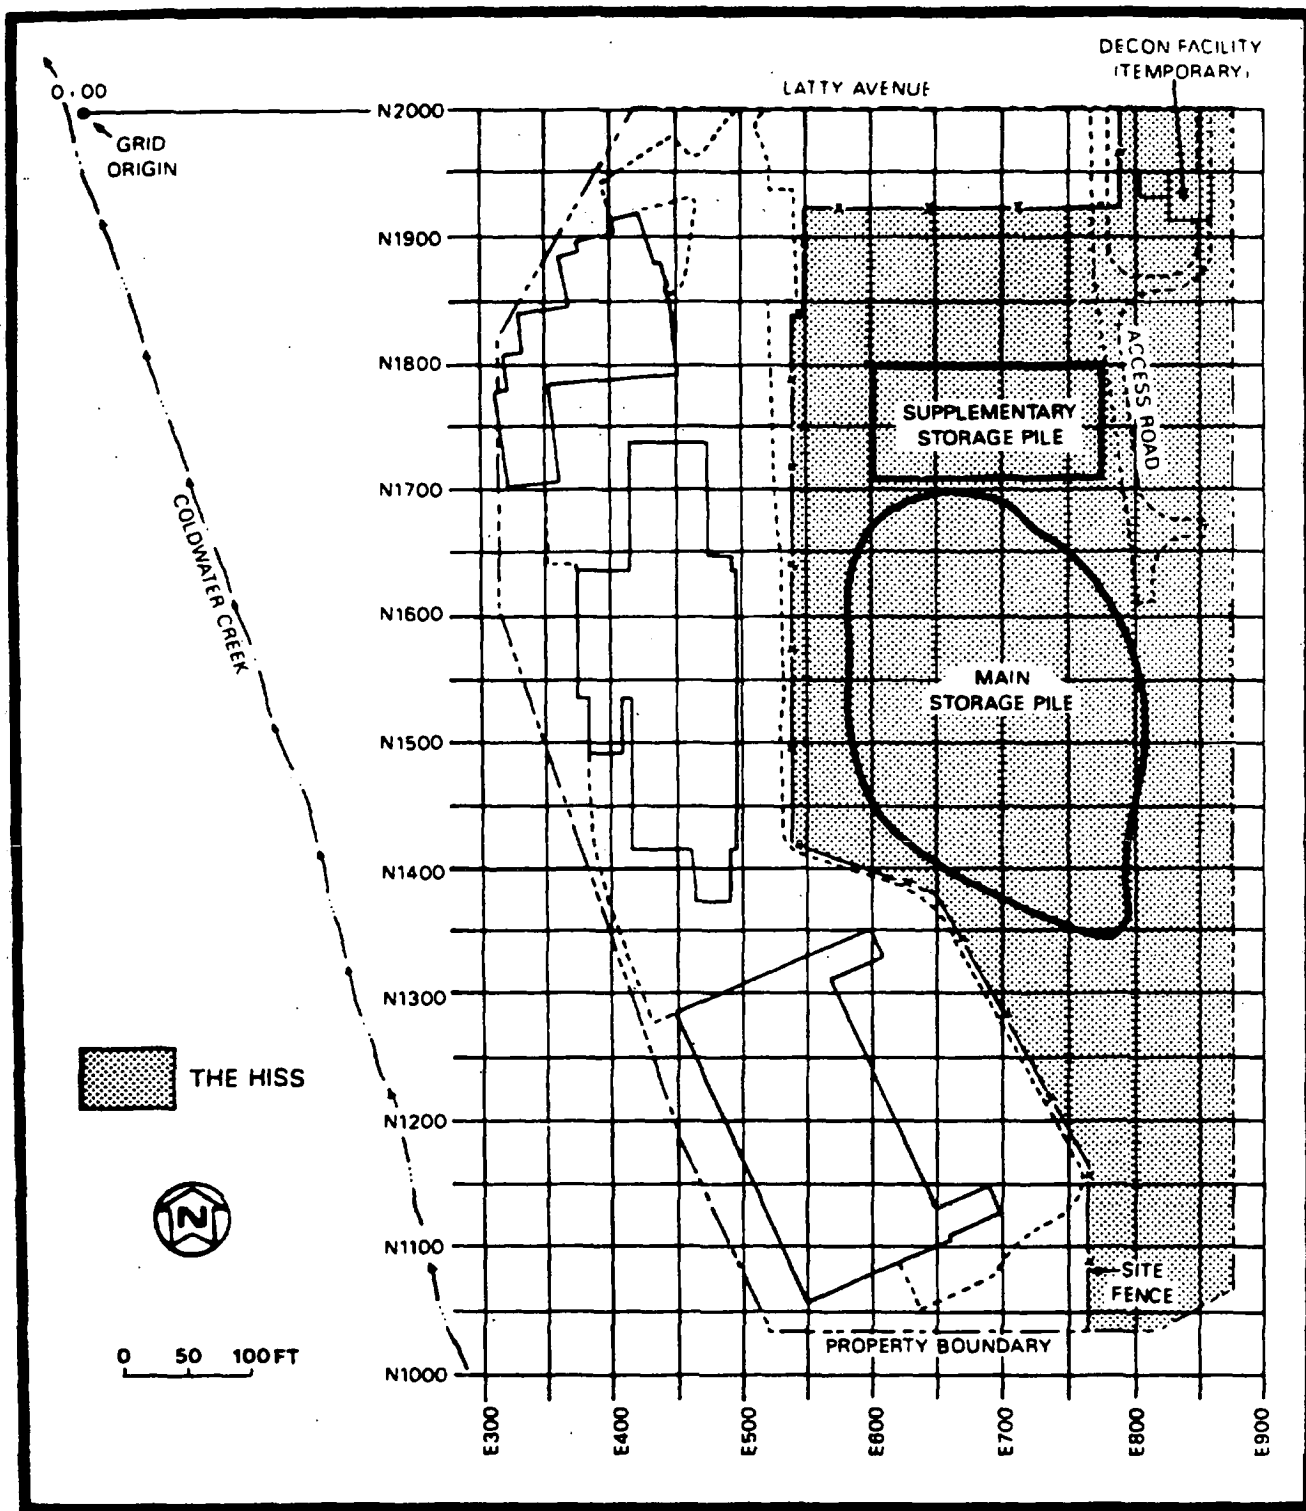 DECON FACILITY
(TEMPORARY)
LATTY AVENUE
0,00
GRID
ORIGIN
N2000
N1900
N1800
N1700
N1600
N1500
N1400
N1300
N1200
N1100
N1000
ACCESS ROAD
SUPPLEMENTARY
STORAGE PILE
MAIN
STORAGE PILE
COLDWATER CREEK
THE HISS
N
SITE
FENCE
PROPERTY BOUNDARY
0 50 100 FT
E300
E400
E500
E600
E700
E800
E900